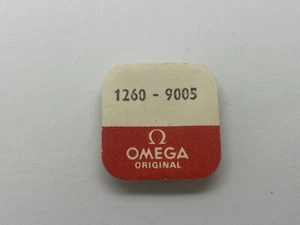 1260 - 9005
Ω
OMEGA
ORIGINAL